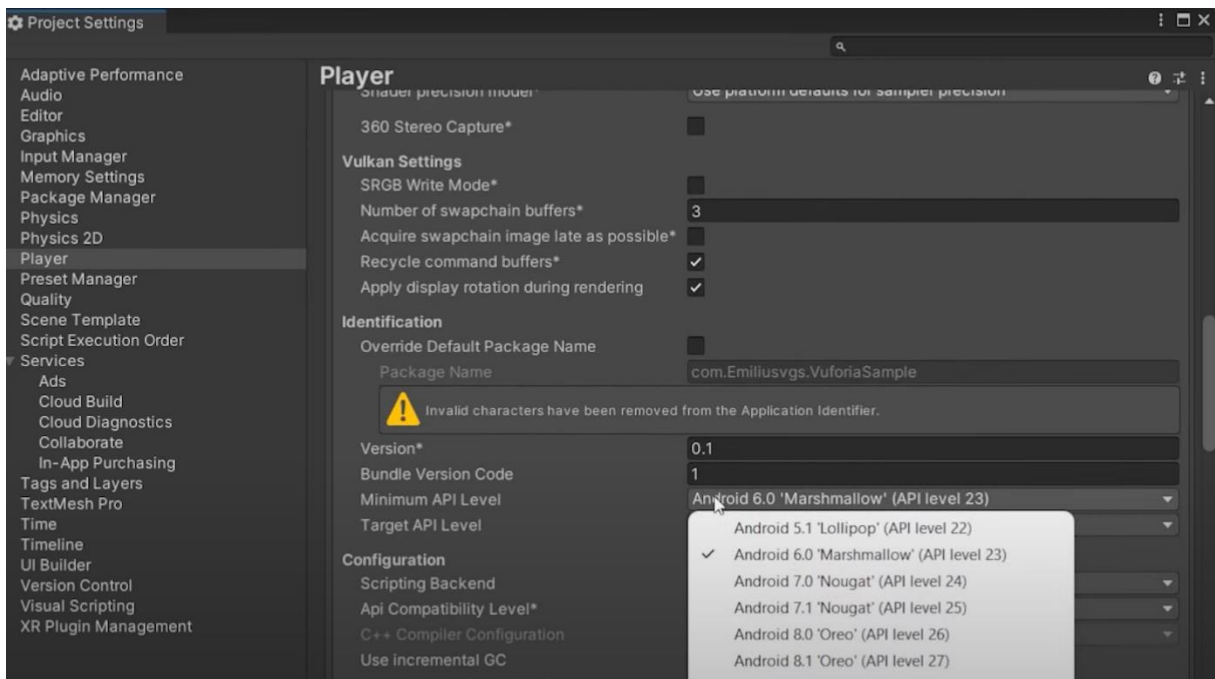 Project Settings
Adaptive Performance
Audio
Editor
Graphics
Input Manager
Memory Settings
Package Manager
Physics
Physics 2D
Player
Preset Manager
Quality
Scene Template
Script Execution Order
Services
Ads
Cloud Build
Cloud Diagnostics
Collaborate
In-App Purchasing
Tags and Layers
TextMesh Pro
Time
Timeline
UI Builder
Version Control
Visual Scripting
XR Plugin Management
Player
Shader precision model* Use platform defaults for sampler precision
360 Stereo Capture*
Vulkan Settings
SRGB Write Mode*
Number of swapchain buffers* 3
Acquire swapchain image late as possible*
Recycle command buffers*
Apply display rotation during rendering
Identification
Override Default Package Name
Package Name com.Emiliusvgs.VuforiaSample
Invalid characters have been removed from the Application Identifier.
Version* 0.1
Bundle Version Code 1
Minimum API Level Android 6.0 'Marshmallow' (API level 23)
Target API Level
Android 5.1 'Lollipop' (API level 22)
Android 6.0 'Marshmallow' (API level 23)
Android 7.0 'Nougat' (API level 24)
Android 7.1 'Nougat' (API level 25)
Android 8.0 'Oreo' (API level 26)
Android 8.1 'Oreo' (API level 27)
Configuration
Scripting Backend
Api Compatibility Level*
C++ Compiler Configuration
Use incremental GC